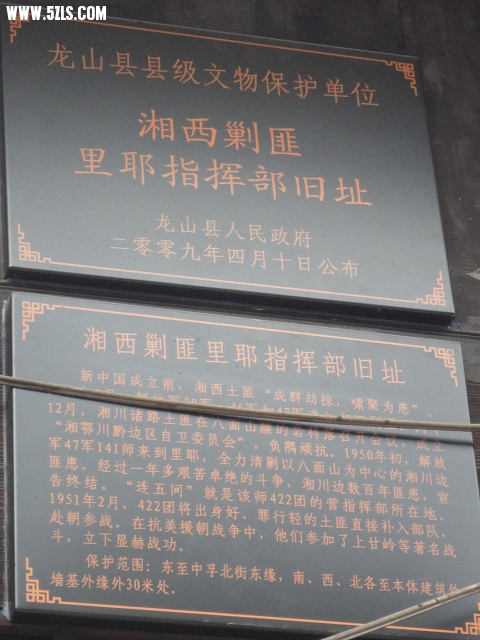 www.5ZLS.COM
龙山县县级文物保护单位
湘西剿匪
里耶指挥部旧址
龙山县人民政府
二零零九年四月十日公布
湘西剿匪里耶指挥部旧址
新中国成立前，湘西土匪“成群劫掠，啸聚为患”。
12月，湘川诸路土匪在八面山麓的岩科落召开会议，成立
“湘鄂川黔边区自卫委员会”，负隅顽抗。1950年初，解放
军47军141师来到里耶，全力清剿以八面山为中心的湘川边
匪患。经过一年多艰苦卓绝的斗争，湘川边数百年匪患，宣
告终结。“连五间”就是该师422团的营指挥部所在地。
1951年2月，422团将出身好、罪行轻的土匪直接补入部队，
赴朝参战。在抗美援朝战争中，他们参加了上甘岭等著名战
斗，立下显赫战功。
保护范围：东至中孚北街东缘，南、西、北各至本体建筑外
墙基外缘外30米处。